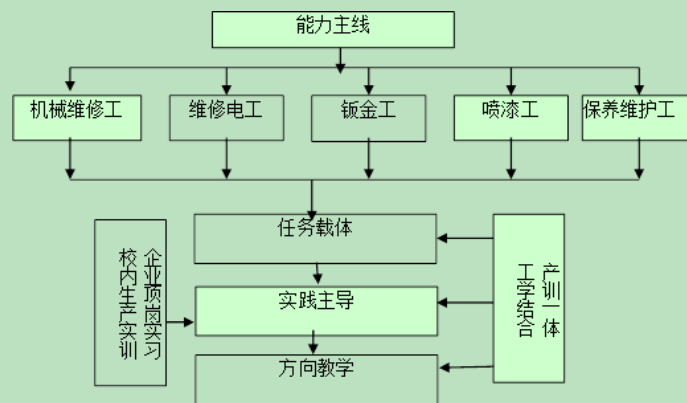 能力主线
机械维修工
维修电工
钣金工
喷漆工
保养维护工
任务载体
企业顶岗实习
校内生产实训
实践主导
产训一体
工学结合
方向教学